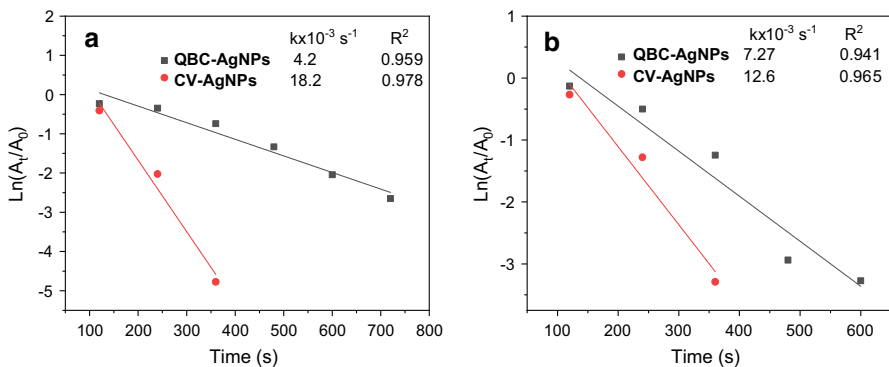 a
kx10⁻³ s⁻¹ R²
QBC-AgNPs 4.2 0.959
CV-AgNPs 18.2 0.978
2
1
0
-1
-2
-3
-4
-5
Ln(Aₜ/A₀)
100 200 300 400 500 600 700 800
Time (s)
b
kx10⁻³ s⁻¹ R²
QBC-AgNPs 7.27 0.941
CV-AgNPs 12.6 0.965
1
0
-1
-2
-3
Ln(Aₜ/A₀)
100 200 300 400 500 600
Time (s)